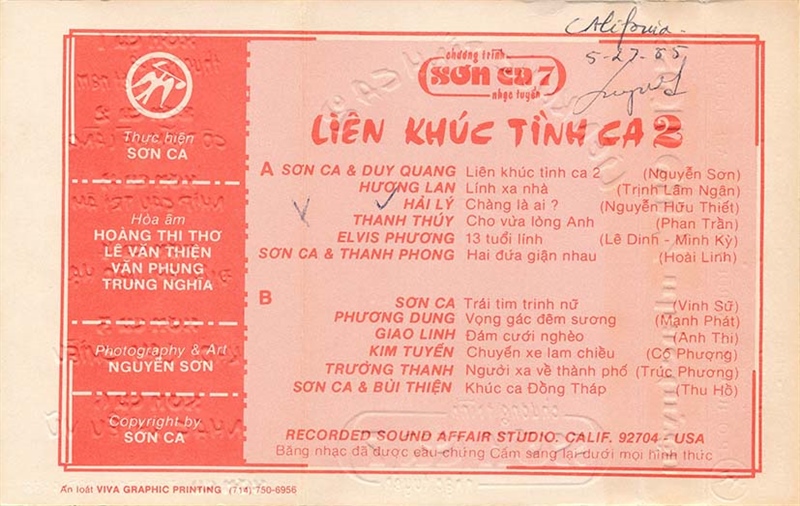 California
5-27-85
chương trình
SƠN CA 7
nhạc tuyển
LIÊN KHÚC TÌNH CA 2
Thực hiện
SƠN CA
Hòa âm
HOÀNG THI THƠ
LÊ VĂN THIỆN
VĂN PHỤNG
TRUNG NGHĨA
Photography & Art
NGUYỄN SƠN
Copyright by
SƠN CA
A SƠN CA & DUY QUANG Liên khúc tình ca 2 (Nguyễn Sơn)
HƯƠNG LAN Lính xa nhà (Trịnh Lâm Ngân)
HẢI LÝ Chàng là ai ? (Nguyễn Hữu Thiết)
THANH THÚY Cho vừa lòng Anh (Phan Trần)
ELVIS PHƯƠNG 13 tuổi lính (Lê Dinh - Minh Kỳ)
SƠN CA & THANH PHONG Hai đứa giận nhau (Hoài Linh)
B SƠN CA Trái tim trinh nữ (Vinh Sử)
PHƯƠNG DUNG Vọng gác đêm sương (Mạnh Phát)
GIAO LINH Đám cưới nghèo (Anh Thi)
KIM TUYẾN Chuyến xe lam chiều (Cô Phượng)
TRƯỞNG THANH Người xa về thành phố (Trúc Phương)
SƠN CA & BÙI THIỆN Khúc ca Đồng Tháp (Thu Hồ)
RECORDED SOUND AFFAIR STUDIO. CALIF. 92704 - USA
Băng nhạc đã được cầu chứng Cấm sang lại dưới mọi hình thức
Ấn loát VIVA GRAPHIC PRINTING (714) 750-6956